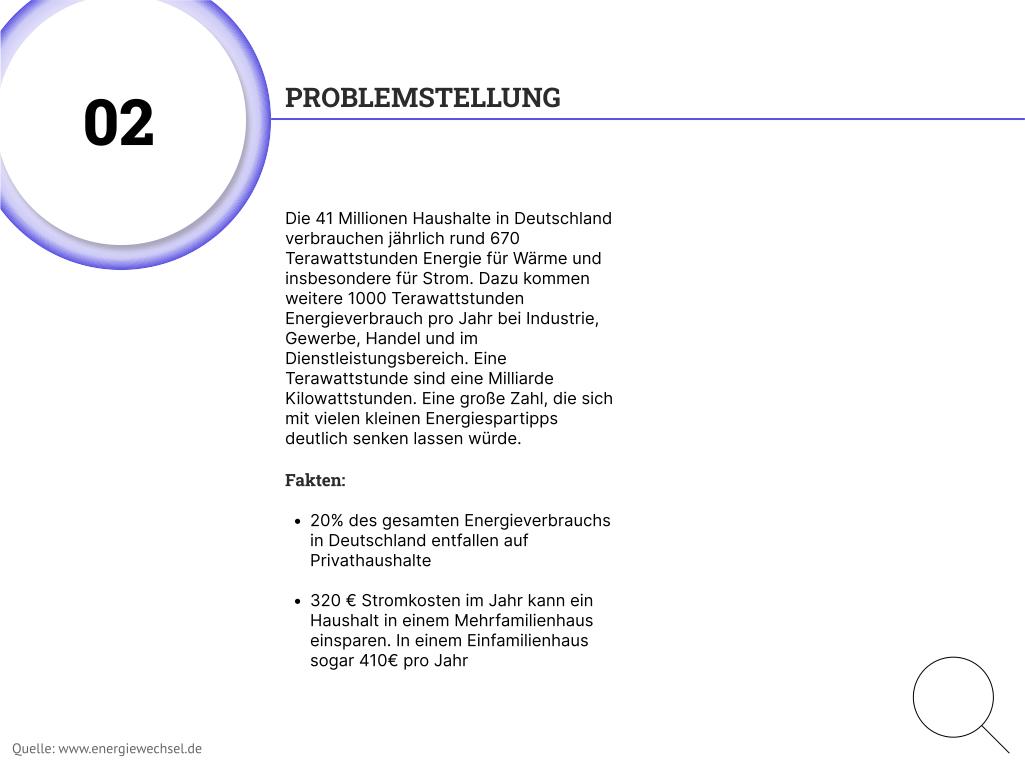 02
PROBLEMSTELLUNG
Die 41 Millionen Haushalte in Deutschland
verbrauchen jährlich rund 670
Terawattstunden Energie für Wärme und
insbesondere für Strom. Dazu kommen
weitere 1000 Terawattstunden
Energieverbrauch pro Jahr bei Industrie,
Gewerbe, Handel und im
Dienstleistungsbereich. Eine
Terawattstunde sind eine Milliarde
Kilowattstunden. Eine große Zahl, die sich
mit vielen kleinen Energiespartipps
deutlich senken lassen würde.
Fakten:
• 20% des gesamten Energieverbrauchs
in Deutschland entfallen auf
Privathaushalte
• 320 € Stromkosten im Jahr kann ein
Haushalt in einem Mehrfamilienhaus
einsparen. In einem Einfamilienhaus
sogar 410€ pro Jahr
Quelle: www.energiewechsel.de